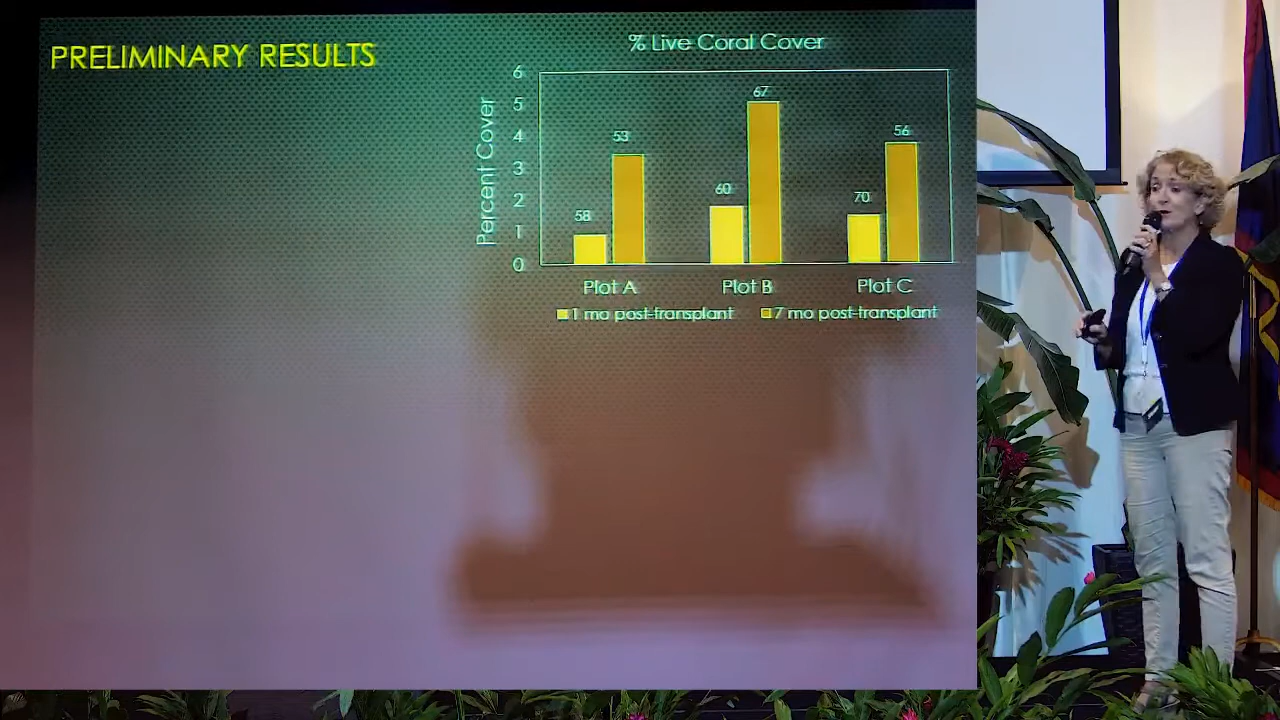 PRELIMINARY RESULTS
% Live Coral Cover
Percent Cover
6
5
4
3
2
1
0
58
53
60
67
70
56
Plot A
Plot B
Plot C
1 mo post-transplant
7 mo post-transplant